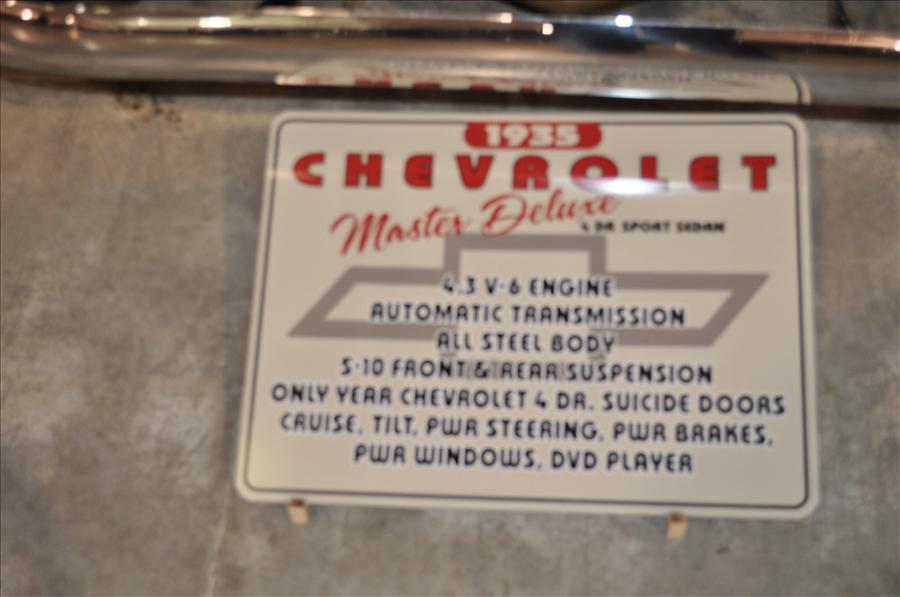 1935
CHEVROLET
Master Deluxe
4 DR SPORT SEDAN
4.3 V-6 ENGINE
AUTOMATIC TRANSMISSION
ALL STEEL BODY
S-10 FRONT & REAR SUSPENSION
ONLY YEAR CHEVROLET 4 DR. SUICIDE DOORS
CRUISE, TILT, PWR STEERING, PWR BRAKES,
PWR WINDOWS, DVD PLAYER